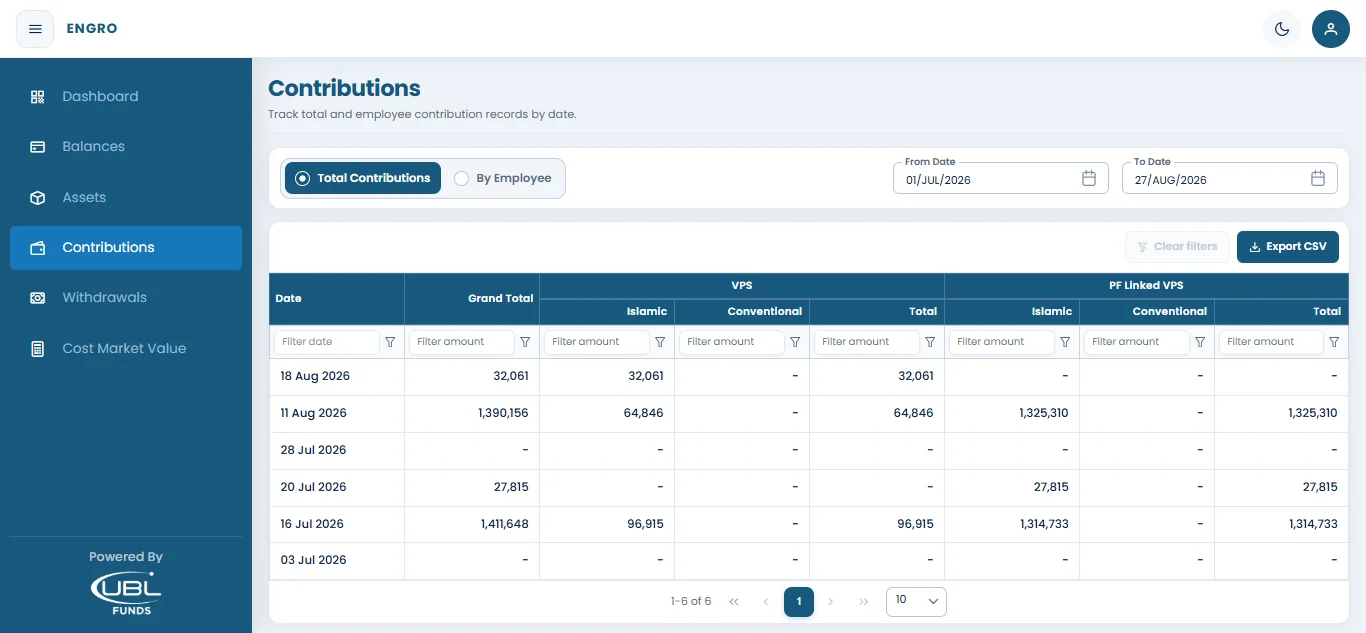 ENGRO
Dashboard
Balances
Assets
Contributions
Withdrawals
Cost Market Value
Powered By
UBL
FUNDS
Contributions
Track total and employee contribution records by date.
Total Contributions By Employee
From Date To Date
01/JUL/2026 27/AUG/2026
Clear filters Export CSV
VPS PF Linked VPS
Date Grand Total
Islamic Conventional Total Islamic Conventional Total
Filter date Filter amount Filter amount Filter amount Filter amount Filter amount Filter amount Filter amount
18 Aug 2026 32,061 32,061 - 32,061 - - -
11 Aug 2026 1,390,156 64,846 - 64,846 1,325,310 - 1,325,310
28 Jul 2026 - - - - - - -
20 Jul 2026 27,815 - - - 27,815 - 27,815
16 Jul 2026 1,411,648 96,915 - 96,915 1,314,733 - 1,314,733
03 Jul 2026 - - - - - - -
1-6 of 6 « ‹ 1 › » 10